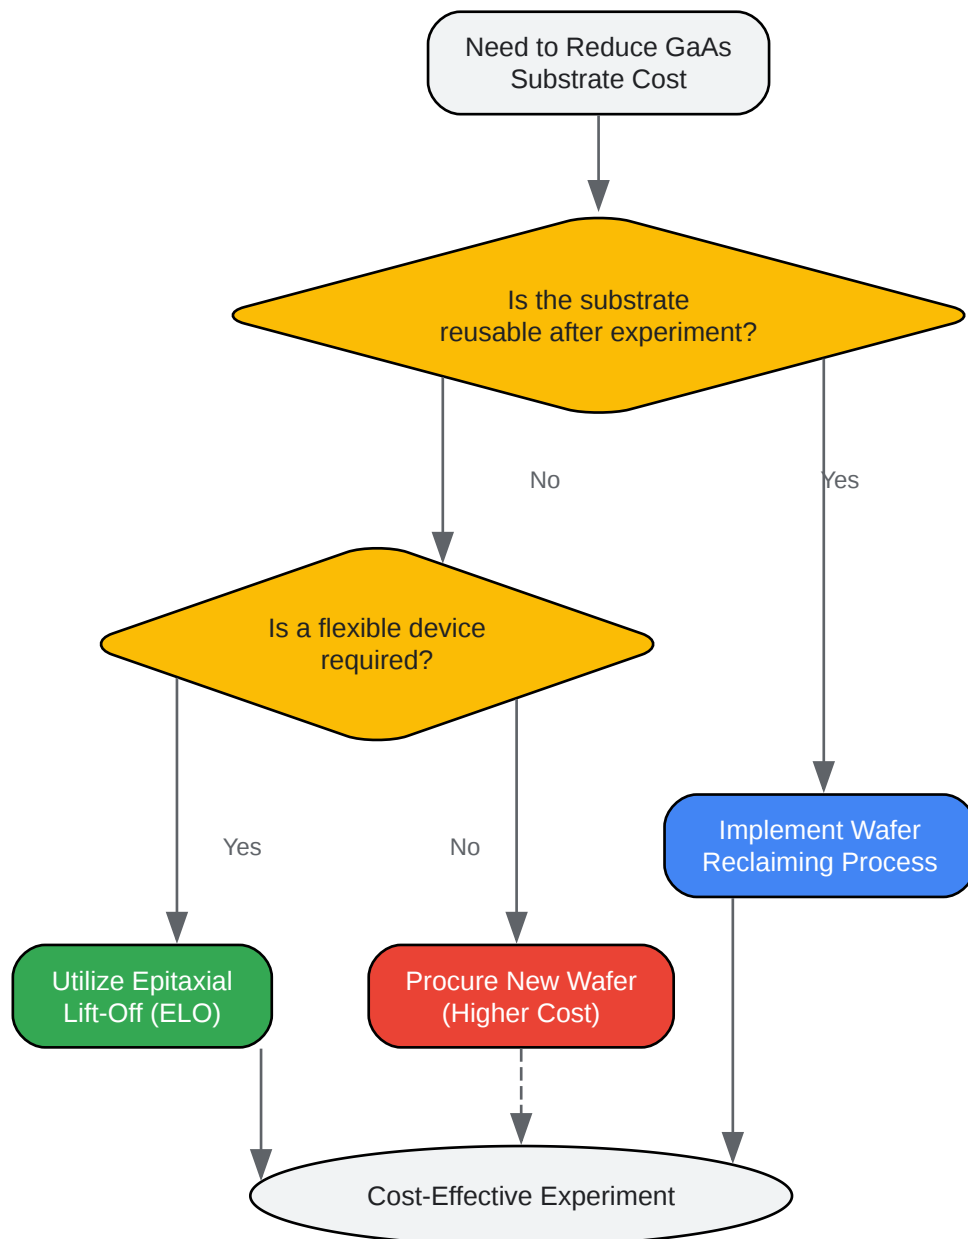 Need to Reduce GaAs
Substrate Cost
Is the substrate
reusable after experiment?
No
Yes
Is a flexible device
required?
Yes
No
Implement Wafer
Reclaiming Process
Utilize Epitaxial
Lift-Off (ELO)
Procure New Wafer
(Higher Cost)
Cost-Effective Experiment